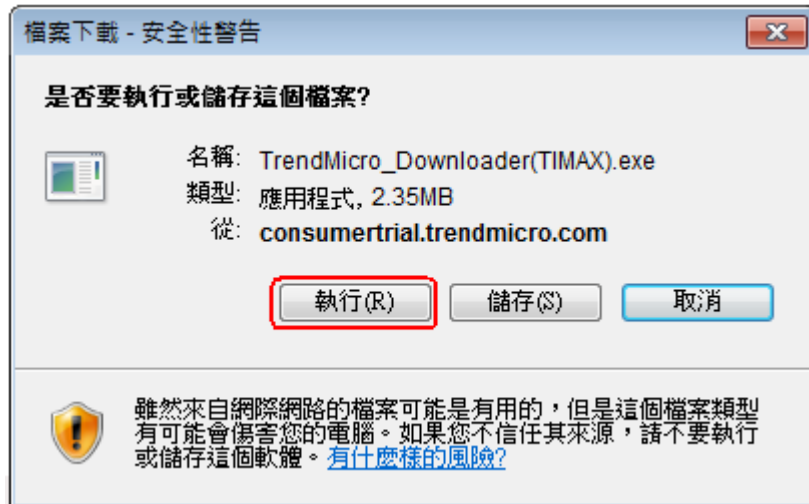 檔案下載 - 安全性警告
是否要執行或儲存這個檔案?
名稱: TrendMicro_Downloader(TIMAX).exe
類型: 應用程式, 2.35MB
從: consumertrial.trendmicro.com
執行(R) 儲存(S) 取消
雖然來自網際網路的檔案可能是有用的，但是這個檔案類型
有可能會傷害您的電腦。如果您不信任其來源，請不要執行
或儲存這個軟體。有什麼樣的風險?